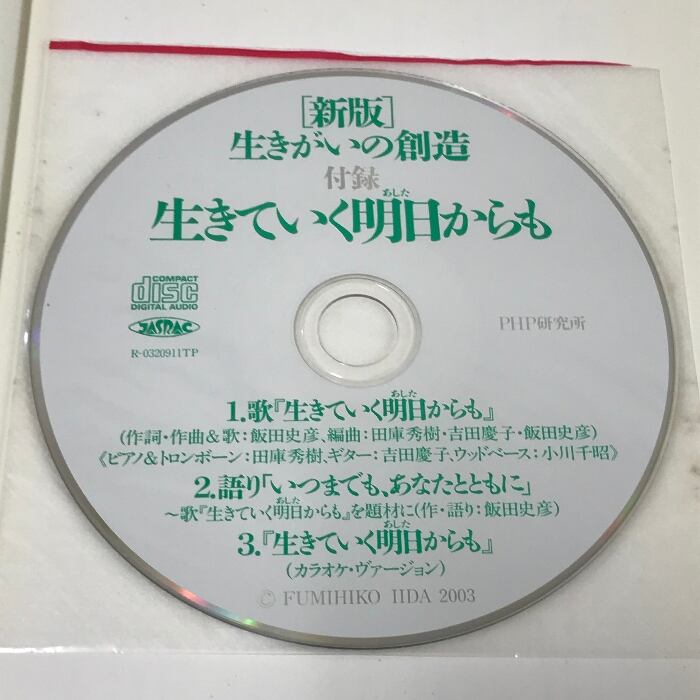 [新版]
生きがいの創造
付録
あした
生きていく明日からも
COMPACT
disc
DIGITAL AUDIO
JASRAC
R-0320911TP
PHP研究所
あした
1.歌『生きていく明日からも』
(作詞・作曲&歌:飯田史彦、編曲:田庫秀樹・吉田慶子・飯田史彦)
《ピアノ&トロンボーン:田庫秀樹、ギター:吉田慶子、ウッドベース:小川千昭》
2.語り「いつまでも、あなたとともに」
あした
~歌『生きていく明日からも』を題材に(作・語り:飯田史彦)
あした
3.『生きていく明日からも』
(カラオケ・ヴァージョン)
© FUMIHIKO IIDA 2003